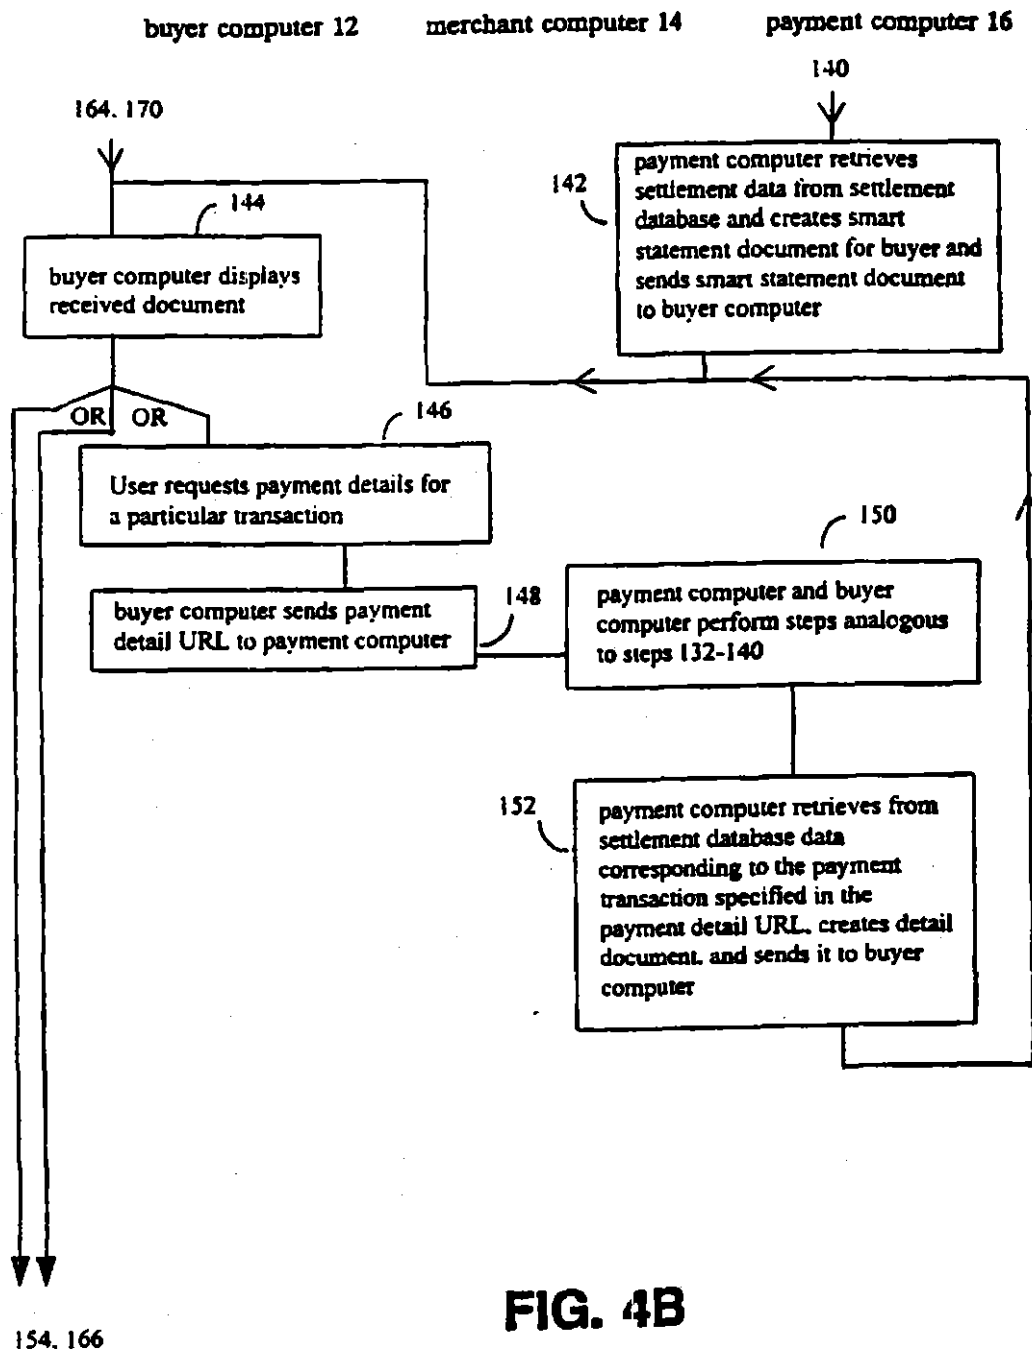 buyer computer 12 merchant computer 14 payment computer 16
140
164. 170
142
payment computer retrieves
settlement data from settlement
database and creates smart
statement document for buyer and
sends smart statement document
to buyer computer
144
buyer computer displays
received document
OR OR
146
User requests payment details for
a particular transaction
148
buyer computer sends payment
detail URL to payment computer
150
payment computer and buyer
computer perform steps analogous
to steps 132-140
152
payment computer retrieves from
settlement database data
corresponding to the payment
transaction specified in the
payment detail URL, creates detail
document, and sends it to buyer
computer
154, 166
FIG. 4B